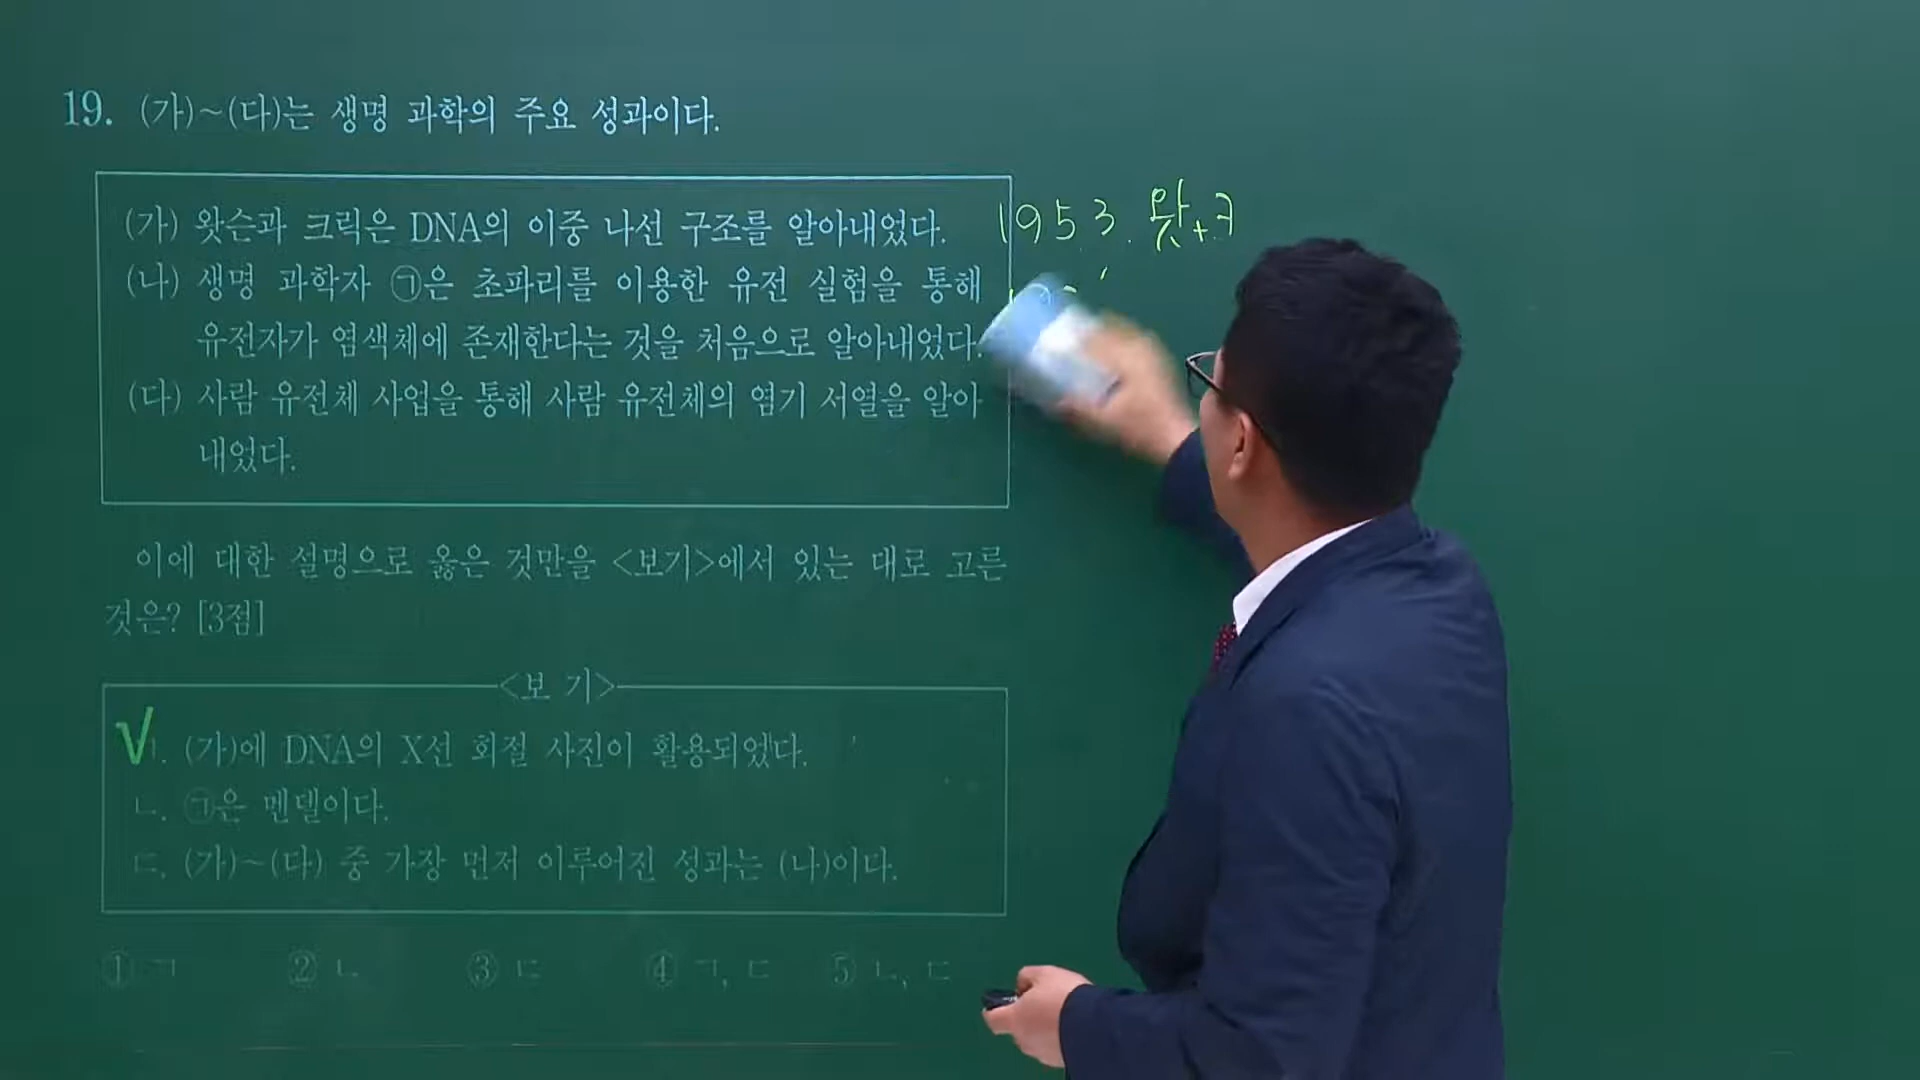 19. (가)~(다)는 생명 과학의 주요 성과이다.
(가) 왓슨과 크릭은 DNA의 이중 나선 구조를 알아내었다.
1953. 왓+크
(나) 생명 과학자 ㉠은 초파리를 이용한 유전 실험을 통해
유전자가 염색체에 존재한다는 것을 처음으로 알아내었다.
(다) 사람 유전체 사업을 통해 사람 유전체의 염기 서열을 알아
내었다.
이에 대한 설명으로 옳은 것만을 <보기>에서 있는 대로 고른
것은? [3점]
<보 기>
ㄱ. (가)에 DNA의 X선 회절 사진이 활용되었다.
ㄴ. ㉠은 멘델이다.
ㄷ. (가)~(다) 중 가장 먼저 이루어진 성과는 (나)이다.
① ㄱ ② ㄴ ③ ㄷ ④ ㄱ, ㄷ ⑤ ㄴ, ㄷ